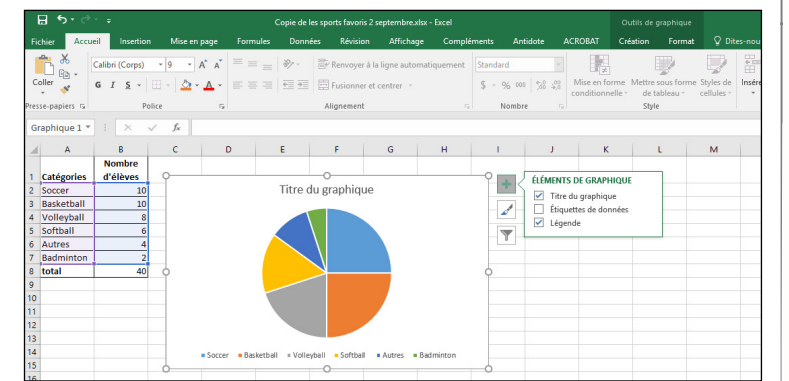 Copie de les sports favoris 2 septembre.xlsx - Excel
Outils de graphique
Fichier Accueil Insertion Mise en page Formules Données Révision Affichage Compléments Antidote ACROBAT Création Format Dites-nou
Coller
Calibri (Corps) 9 A A
G I S A
Renvoyer à la ligne automatiquement
Fusionner et centrer
Standard
$ % 000
Mise en forme conditionnelle
Mettre sous forme de tableau
Styles de cellules
Insére
Presse-papiers Police Alignement Nombre Style
Graphique 1 fx
A B C D E F G H I J K L M
1 Catégories Nombre d'élèves
2 Soccer 10
3 Basketball 10
4 Volleyball 8
5 Softball 6
6 Autres 4
7 Badminton 2
8 total 40
9
10
11
12
13
14
15
16
Titre du graphique
Soccer Basketball Volleyball Softball Autres Badminton
ÉLÉMENTS DE GRAPHIQUE
Titre du graphique
Étiquettes de données
Légende